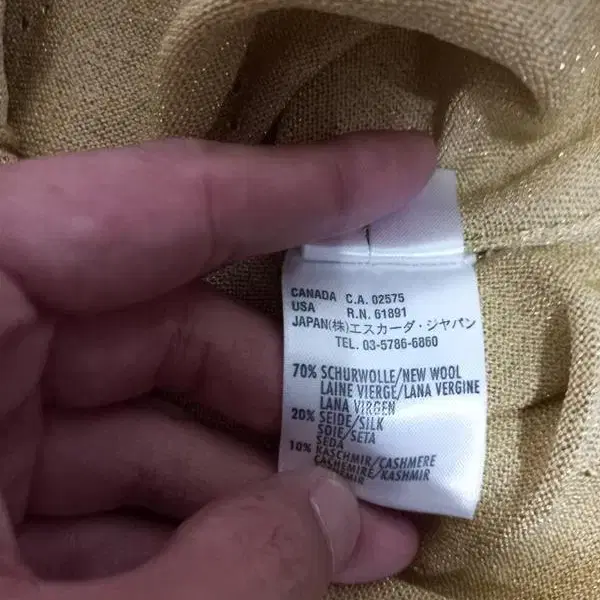 CANADA C.A. 02575
USA R.N. 61891
JAPAN(株)エスカーダ・ジャパン
TEL. 03-5786-6860
70% SCHURWOLLE/NEW WOOL
LAINE VIERGE/LANA VERGINE
LANA VIRGEN
20% SEIDE/SILK
SOIE/SETA
SEDA
10% KASCHMIR/CASHMERE
CASHEMIRE/KASHMIR